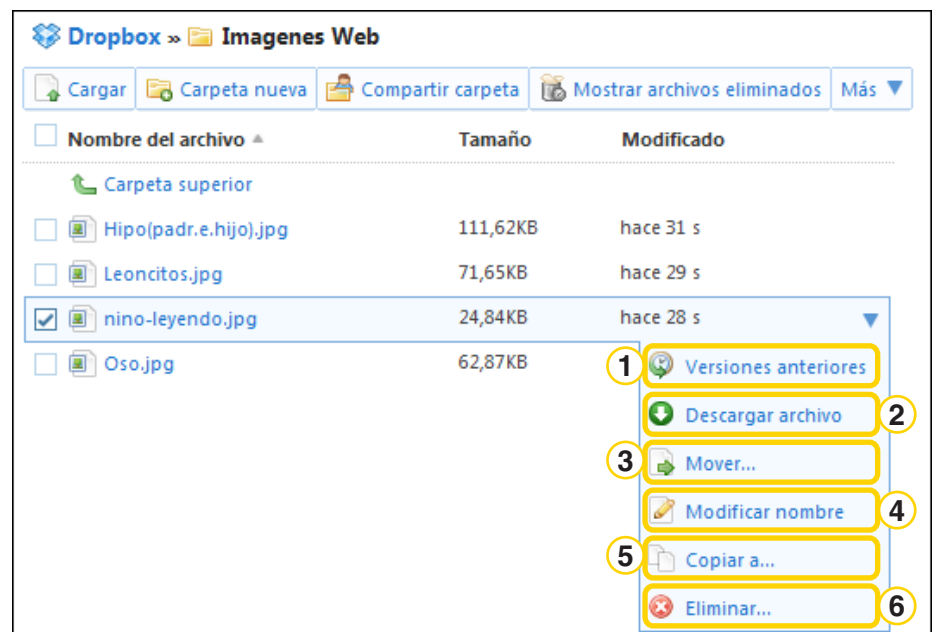 Dropbox » Imagenes Web
Cargar Carpeta nueva Compartir carpeta Mostrar archivos eliminados Más
Nombre del archivo Tamaño Modificado
Carpeta superior
Hipo(padr.e.hijo).jpg 111,62KB hace 31 s
Leoncitos.jpg 71,65KB hace 29 s
nino-leyendo.jpg 24,84KB hace 28 s
Oso.jpg 62,87KB
1 Versiones anteriores
Descargar archivo 2
3 Mover...
Modificar nombre 4
5 Copiar a...
Eliminar... 6